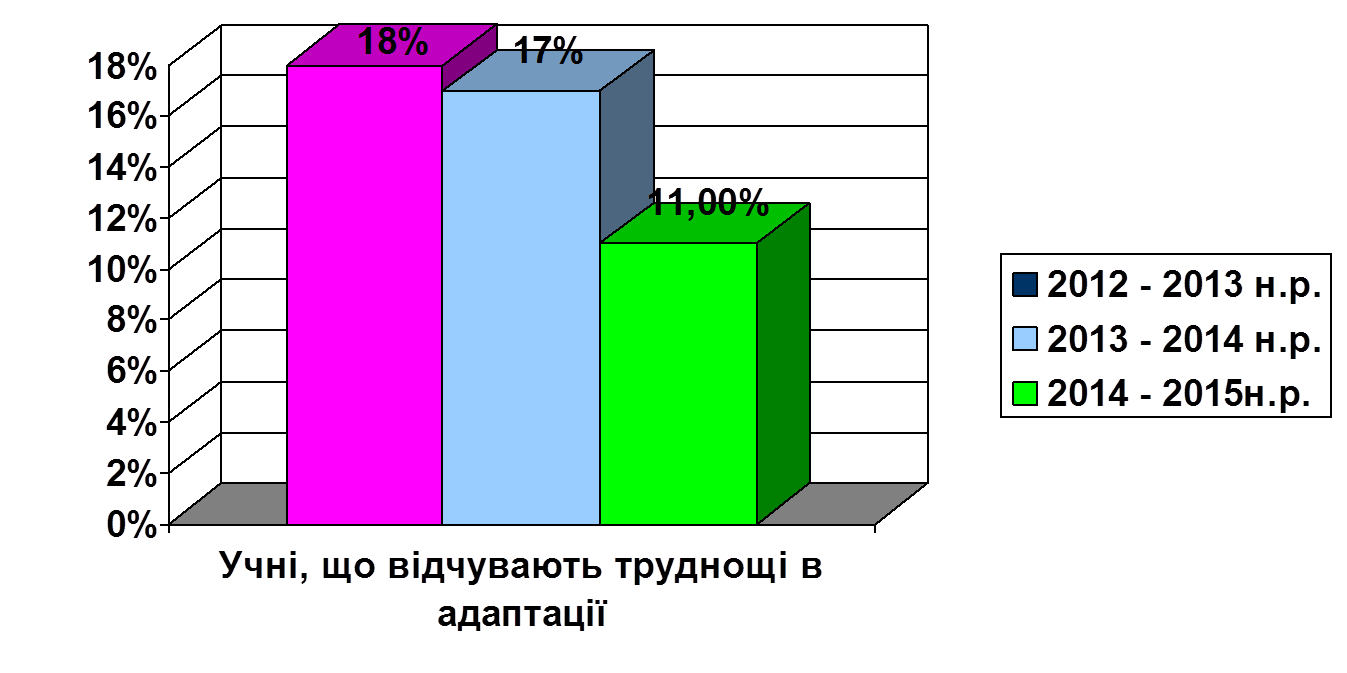 18%
17%
11,00%
18%
16%
14%
12%
10%
8%
6%
4%
2%
0%
Учні, що відчувають труднощі в
адаптації
2012 - 2013 н.р.
2013 - 2014 н.р.
2014 - 2015н.р.